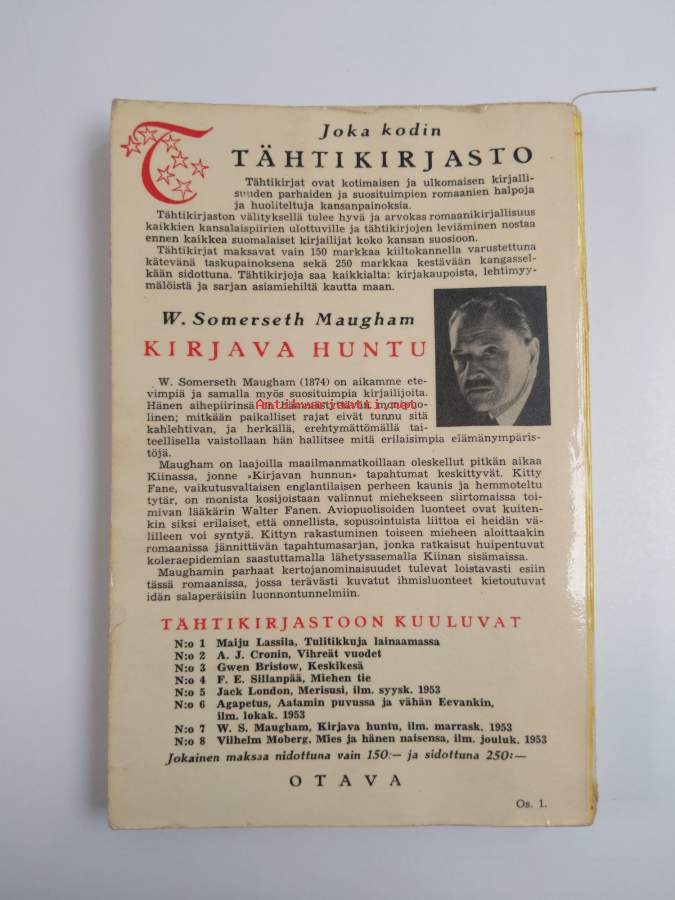 Joka kodin
TÄHTIKIRJASTO
Tähtikirjat ovat kotimaisen ja ulkomaisen kirjalli-
suuden parhaiden ja suosituimpien romaanien halpoja
ja huoliteltuja kansanpainoksia.
Tähtikirjaston välityksellä tulee hyvä ja arvokas romaanikirjallisuus
kaikkien kansalaispiirien ulottuville ja tähtikirjojen leviäminen nostaa
ennen kaikkea suomalaiset kirjailijat koko kansan suosioon.
Tähtikirjat maksavat vain 150 markkaa kiiltokannella varustettuna
kätevänä taskupainoksena sekä 250 markkaa kestävään kangassel-
kään sidottuna. Tähtikirjoja saa kaikkialta: kirjakaupoista, lehtimyy-
mälöistä ja sarjan asiamiehiltä kautta maan.
W. Somerseth Maugham
KIRJAVA HUNTU
W. Somerseth Maugham (1874) on aikamme ete-
vimpiä ja samalla myös suosituimpia kirjailijoita.
Hänen aihepiirinsä on hämmästyttävän monipuo-
linen; mitkään paikalliset rajat eivät tunnu sitä
kahlehtivan, ja herkällä, erehtymättömällä tai-
teellisella vaistollaan hän hallitsee mitä erilaisimpia elämänympäris-
töjä.
Maugham on laajoilla maailmanmatkoillaan oleskellut pitkän aikaa
Kiinassa, jonne »Kirjavan hunnun» tapahtumat keskittyvät. Kitty
Fane, vaikutusvaltaisen englantilaisen perheen kaunis ja hemmoteltu
tytär, on monista kosijoistaan valinnut miehekseen siirtomaissa toi-
mivan lääkärin Walter Fanen. Aviopuolisoiden luonteet ovat kuiten-
kin siksi erilaiset, että onnellista, sopusointuista liittoa ei heidän vä-
lilleen voi syntyä. Kittyn rakastuminen toiseen mieheen aloittaakin
romaanissa jännittävän tapahtumasarjan, jonka ratkaisut huipentuvat
koleraepidemian saastuttamalla lähetysasemalla Kiinan sisämaissa.
Maughamin parhaat kertojanominaisuudet tulevat loistavasti esiin
tässä romaanissa, jossa terävästi kuvatut ihmisluonteet kietoutuvat
idän salaperäisiin luonnontunnelmiin.
TÄHTIKIRJASTOON KUULUVAT
N:o 1 Maiju Lassila, Tulitikkuja lainaamassa
N:o 2 A. J. Cronin, Vihreät vuodet
N:o 3 Gwen Bristow, Keskikesä
N:o 4 F. E. Sillanpää, Miehen tie
N:o 5 Jack London, Merisusi, ilm. syysk. 1953
N:o 6 Agapetus, Aatamin puvussa ja vähän Eevankin,
ilm. lokak. 1953
N:o 7 W. S. Maugham, Kirjava huntu, ilm. marrask. 1953
N:o 8 Vilhelm Moberg, Mies ja hänen naisensa, ilm. jouluk. 1953
Jokainen maksaa nidottuna vain 150:— ja sidottuna 250:—
OTAVA
Os. 1.